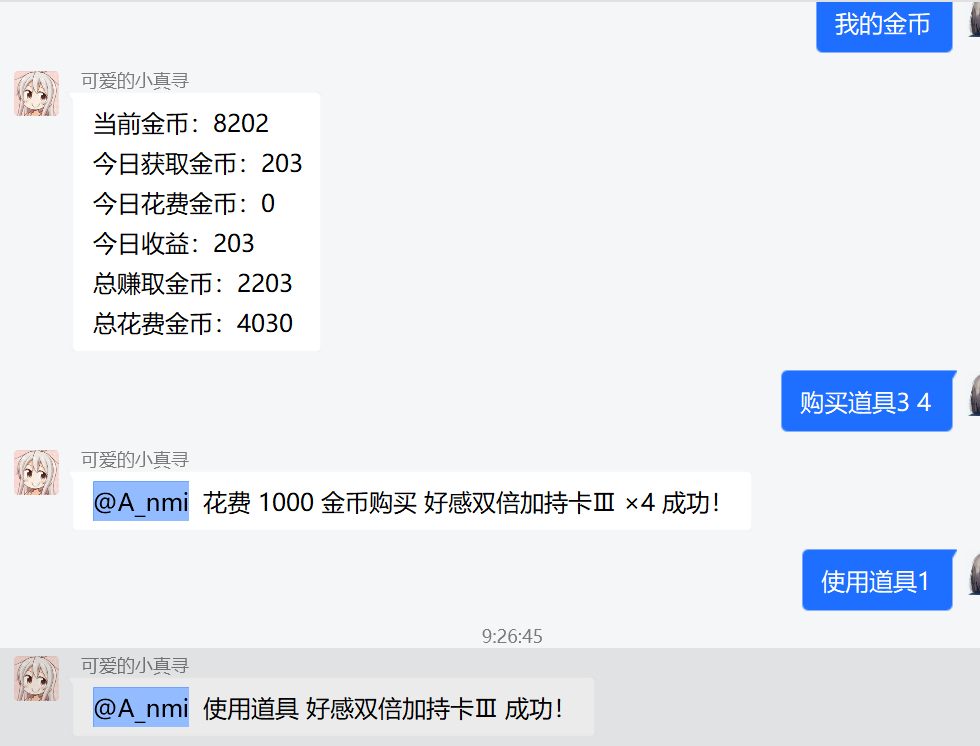 我的金币
可爱的小真寻
当前金币：8202
今日获取金币：203
今日花费金币：0
今日收益：203
总赚取金币：2203
总花费金币：4030
购买道具3 4
可爱的小真寻
@A_nmi 花费 1000 金币购买 好感双倍加持卡Ⅲ ×4 成功！
使用道具1
9:26:45
可爱的小真寻
@A_nmi 使用道具 好感双倍加持卡Ⅲ 成功！